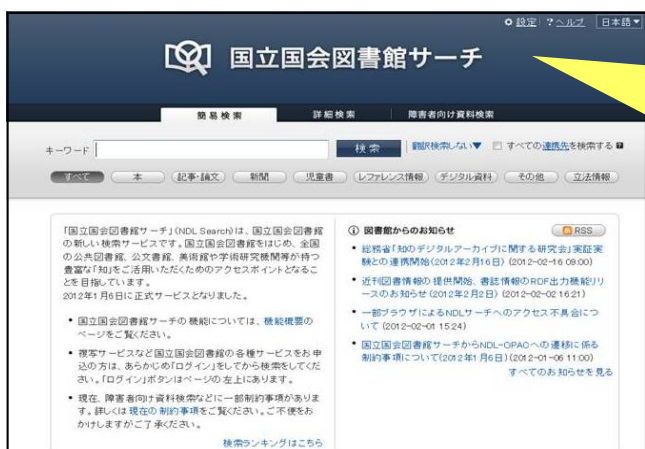 設定 ? ヘルプ 日本語▼
国立国会図書館サーチ
簡易検索 詳細検索 障害者向け資料検索
キーワード 検索 翻訳検索しない▼ すべての連携先を検索する
すべて 本 記事・論文 新聞 児童書 レファレンス情報 デジタル資料 その他 立法情報
「国立国会図書館サーチ」(NDL Search)は、国立国会図書館
の新しい検索サービスです。国立国会図書館をはじめ、全国
の公共図書館、公文書館、美術館や学術研究機関等が持つ
豊富な「知」をご活用いただくためのアクセスポイントとなるこ
とを目指しています。
2012年1月6日に正式サービスとなりました。
• 国立国会図書館サーチの機能については、機能概要の
ページをご覧ください。
• 複写サービスなど国立国会図書館の各種サービスをお申
込の方は、あらかじめ「ログイン」をしてから検索をしてくだ
さい。「ログイン」ボタンはページの左上にあります。
• 現在、障害者向け資料検索などに一部制約事項がありま
す。詳しくは現在の制約事項をご覧ください。ご不便をお
かけしますがご了承ください。
検索ランキングはこちら
図書館からのお知らせ RSS
• 総務省「知のデジタルアーカイブに関する研究会」実証実
験との連携開始(2012年2月16日) (2012-02-16 09:00)
• 近刊図書情報の提供開始、書誌情報のRDF出力機能リリ
ースのお知らせ(2012年2月2日) (2012-02-02 16:21)
• 一部ブラウザによるNDLサーチへのアクセス不具合につ
いて (2012-02-01 15:24)
• 国立国会図書館サーチからNDL-OPACへの遷移に係る
制約事項について(2012年1月6日) (2012-01-06 11:00)
すべてのお知らせを見る